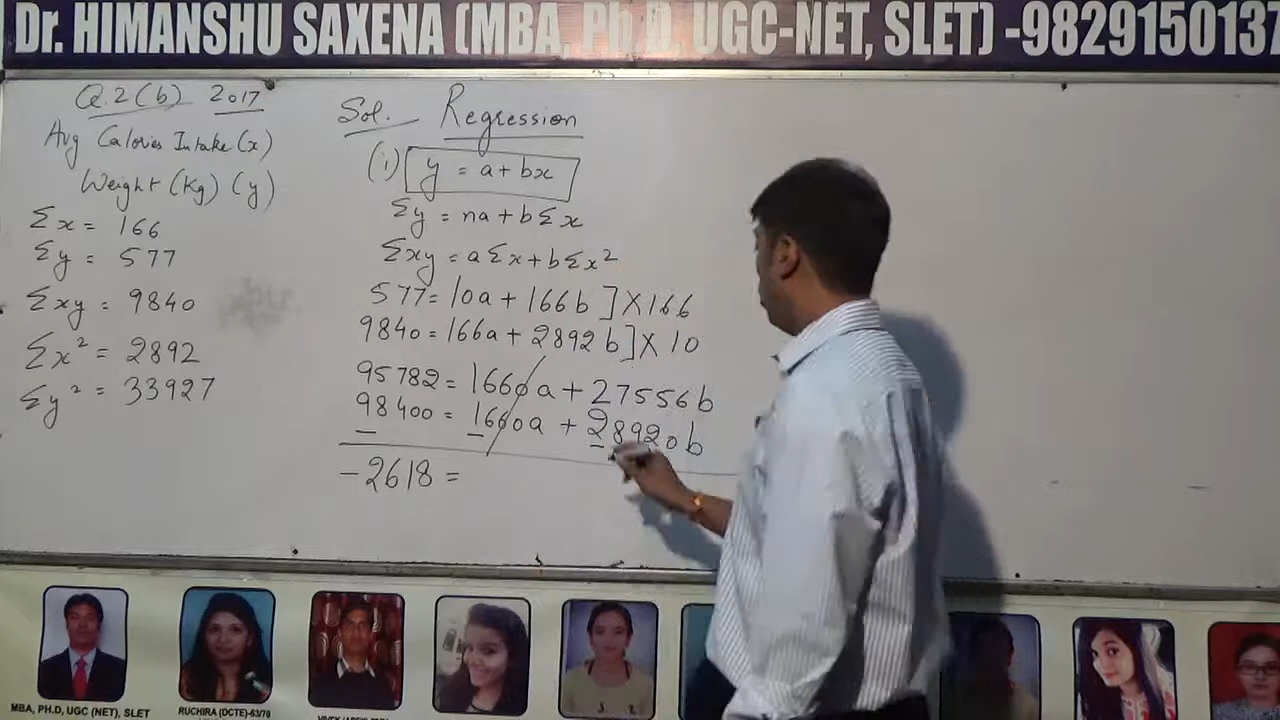 Dr. HIMANSHU SAXENA (MBA, Ph.D, UGC-NET, SLET) -9829150137
Q.2(b) 2017
Avg Calories Intake (x)
Weight (Kg) (y)
Σx = 166
Σy = 577
Σxy = 9840
Σx² = 2892
Σy² = 33927
Sol. Regression
(i) y = a+bx
Σy = na+bΣx
Σxy = aΣx+bΣx²
577 = 10a + 166b ] X 166
9840 = 166a + 2892 b ] X 10
95782 = 1660a + 27556b
98400 = 1660a + 28920b
-2618 =
MBA, PH.D, UGC (NET), SLET
RUCHIRA (DCTE)-63/70